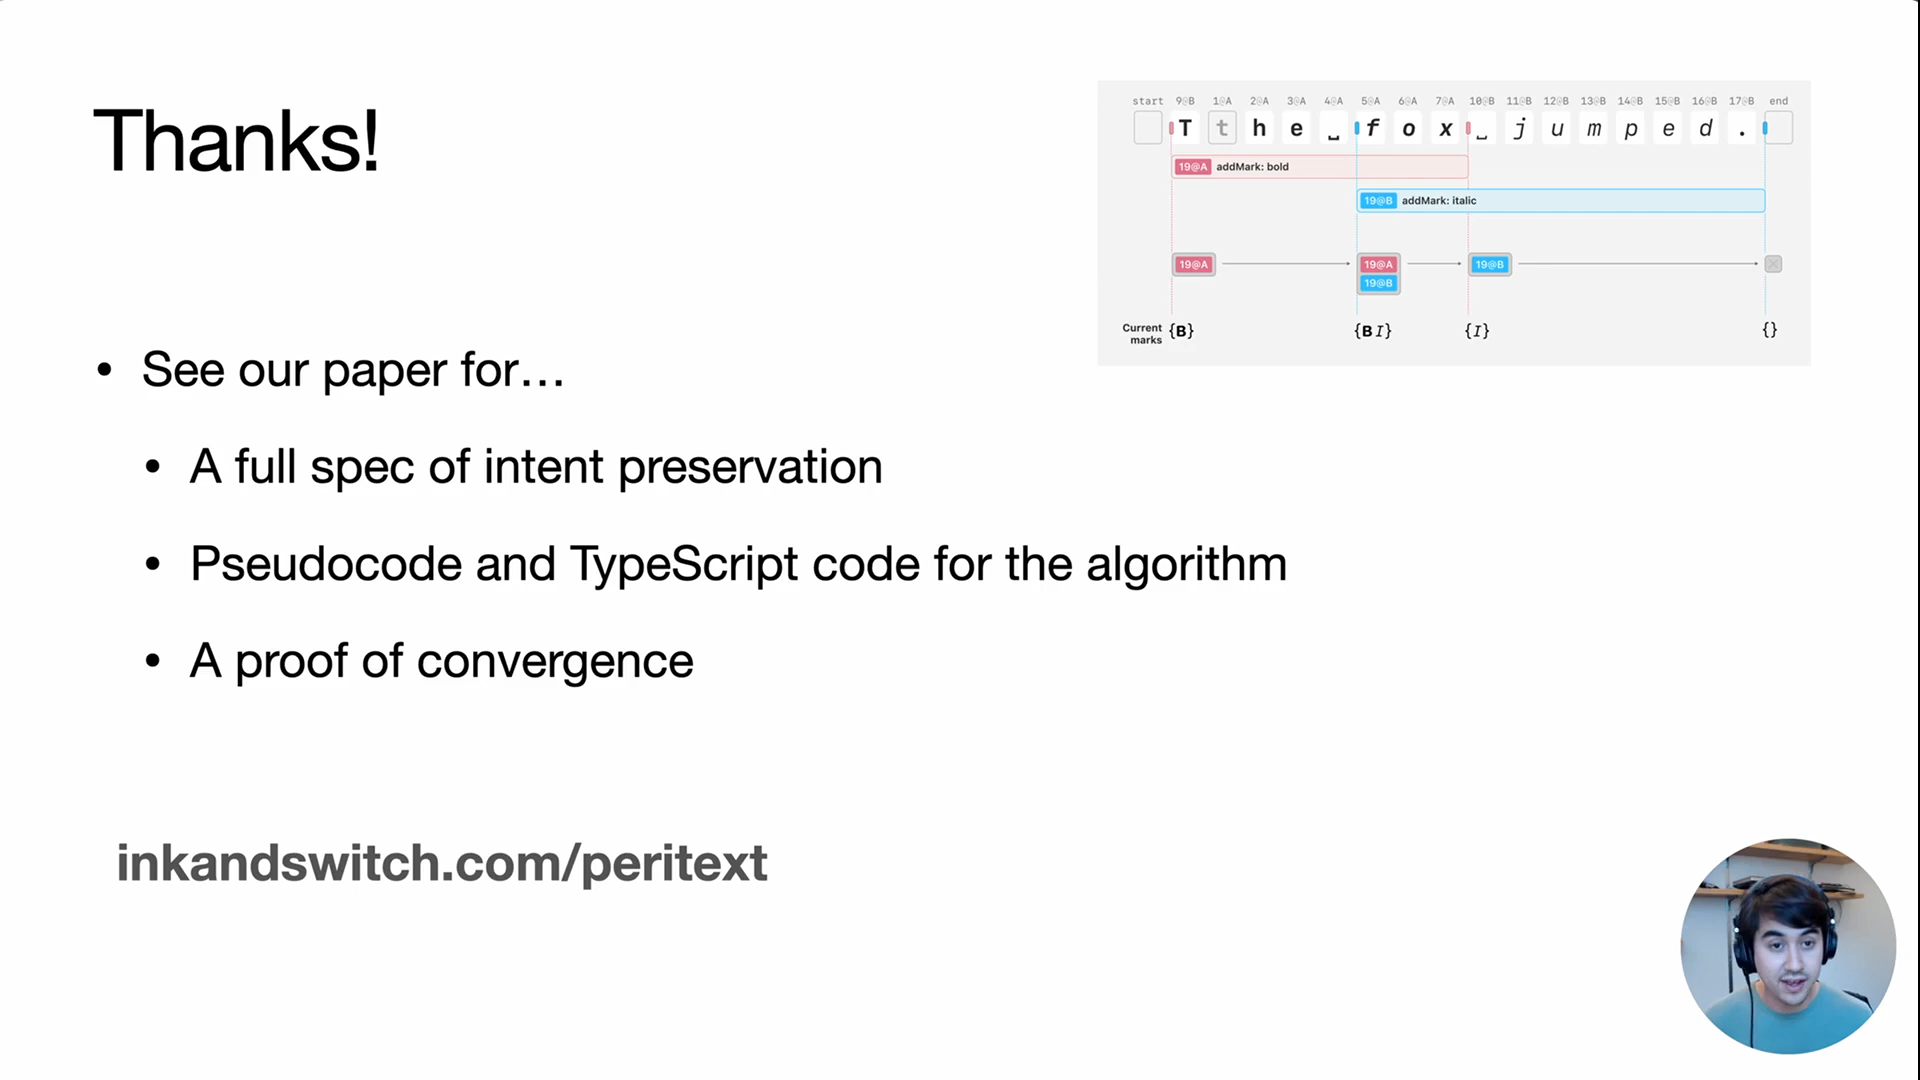 Thanks!
start 9@B 1@A 2@A 3@A 4@A 5@A 6@A 7@A 10@B 11@B 12@B 13@B 14@B 15@B 16@B 17@B end
T t h e ␣ f o x ␣ j u m p e d .
19@A addMark: bold
19@B addMark: italic
19@A 19@A 19@B
19@B
Current marks {B} {B I} {I} {}
• See our paper for…
• A full spec of intent preservation
• Pseudocode and TypeScript code for the algorithm
• A proof of convergence
inkandswitch.com/peritext